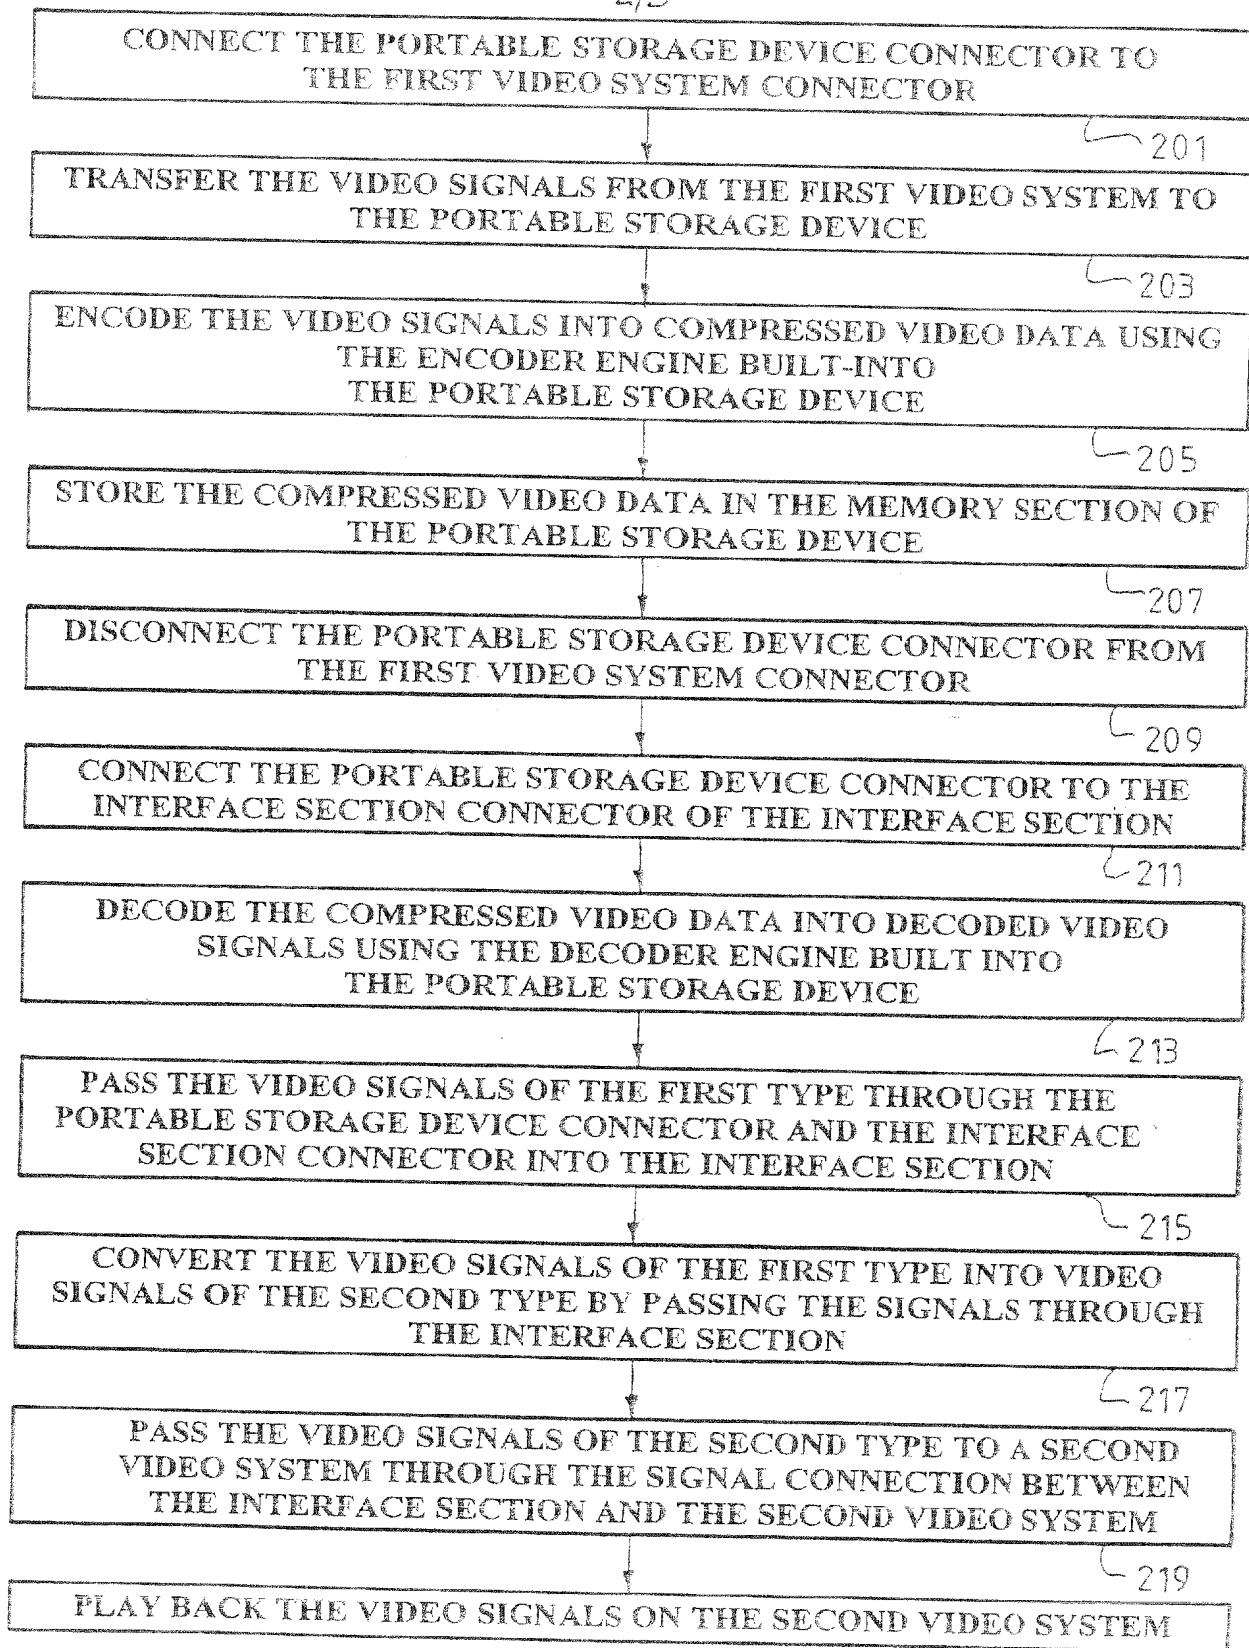 CONNECT THE PORTABLE STORAGE DEVICE CONNECTOR TO
THE FIRST VIDEO SYSTEM CONNECTOR
201
TRANSFER THE VIDEO SIGNALS FROM THE FIRST VIDEO SYSTEM TO
THE PORTABLE STORAGE DEVICE
203
ENCODE THE VIDEO SIGNALS INTO COMPRESSED VIDEO DATA USING
THE ENCODER ENGINE BUILT-INTO
THE PORTABLE STORAGE DEVICE
205
STORE THE COMPRESSED VIDEO DATA IN THE MEMORY SECTION OF
THE PORTABLE STORAGE DEVICE
207
DISCONNECT THE PORTABLE STORAGE DEVICE CONNECTOR FROM
THE FIRST VIDEO SYSTEM CONNECTOR
209
CONNECT THE PORTABLE STORAGE DEVICE CONNECTOR TO THE
INTERFACE SECTION CONNECTOR OF THE INTERFACE SECTION
211
DECODE THE COMPRESSED VIDEO DATA INTO DECODED VIDEO
SIGNALS USING THE DECODER ENGINE BUILT INTO
THE PORTABLE STORAGE DEVICE
213
PASS THE VIDEO SIGNALS OF THE FIRST TYPE THROUGH THE
PORTABLE STORAGE DEVICE CONNECTOR AND THE INTERFACE
SECTION CONNECTOR INTO THE INTERFACE SECTION
215
CONVERT THE VIDEO SIGNALS OF THE FIRST TYPE INTO VIDEO
SIGNALS OF THE SECOND TYPE BY PASSING THE SIGNALS THROUGH
THE INTERFACE SECTION
217
PASS THE VIDEO SIGNALS OF THE SECOND TYPE TO A SECOND
VIDEO SYSTEM THROUGH THE SIGNAL CONNECTION BETWEEN
THE INTERFACE SECTION AND THE SECOND VIDEO SYSTEM
219
PLAY BACK THE VIDEO SIGNALS ON THE SECOND VIDEO SYSTEM